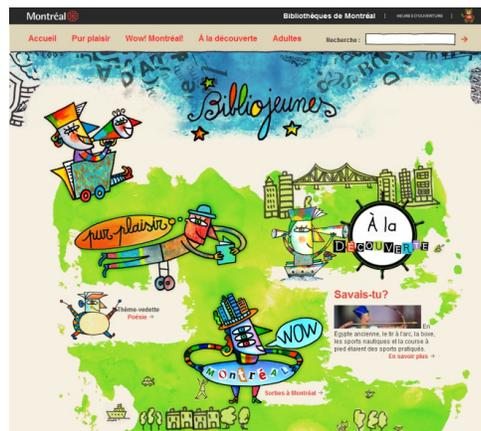 Montréal
Bibliothèques de Montréal | HEURES D'OUVERTURE |
Accueil Pur plaisir Wow! Montréal! À la découverte Adultes Recherche :
Bibliojeunes
pur plaisir
À la
DÉCOUVERTE
Thème-vedette
Poésie
Savais-tu?
En
Égypte ancienne, le tir à l'arc, la boxe,
les sports nautiques et la course à
pied étaient des sports pratiqués.
En savoir plus
WOW
MONTRÉAL
Sorties à Montréal